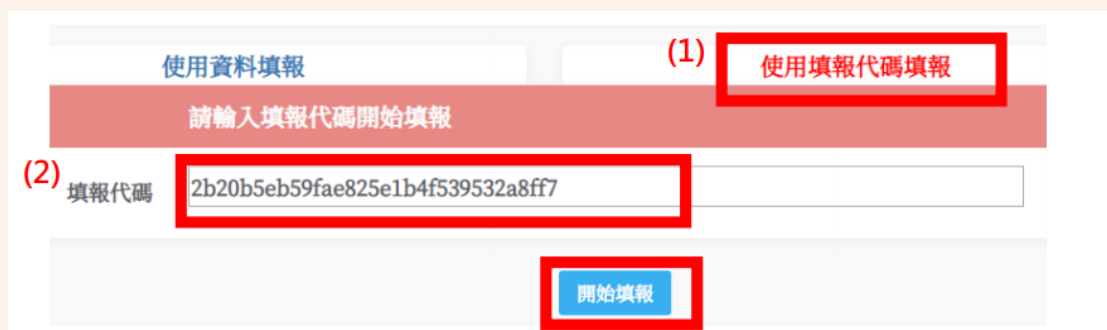 使用資料填報
(1) 使用填報代碼填報
請輸入填報代碼開始填報
(2) 填報代碼 2b20b5eb59fae825e1b4f539532a8ff7
開始填報